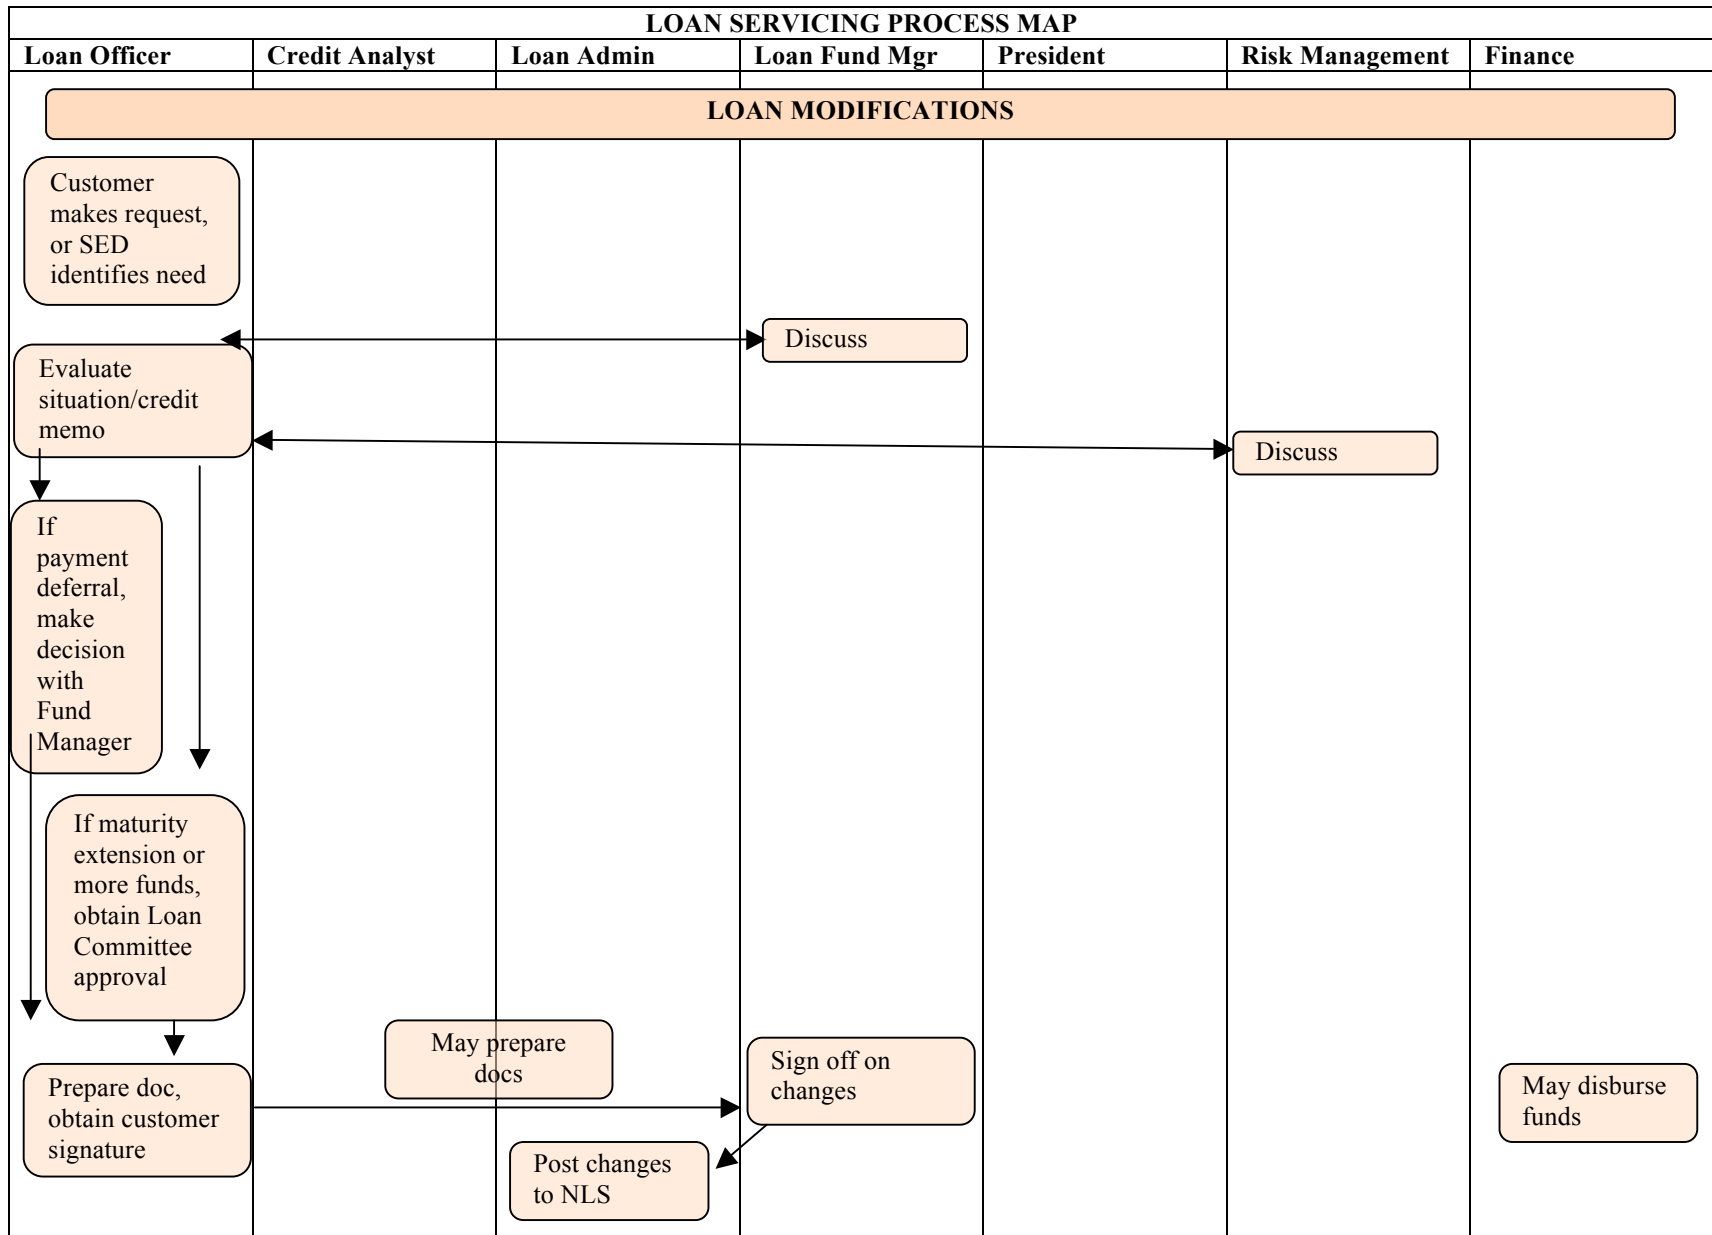 LOAN SERVICING PROCESS MAP
Loan Officer
Credit Analyst
Loan Admin
Loan Fund Mgr
President
Risk Management
Finance
LOAN MODIFICATIONS
Customer
makes request,
or SED
identifies need
Discuss
Evaluate
situation/credit
memo
Discuss
If
payment
deferral,
make
decision
with
Fund
Manager
If maturity
extension or
more funds,
obtain Loan
Committee
approval
May prepare
docs
Sign off on
changes
Prepare doc,
obtain customer
signature
May disburse
funds
Post changes
to NLS